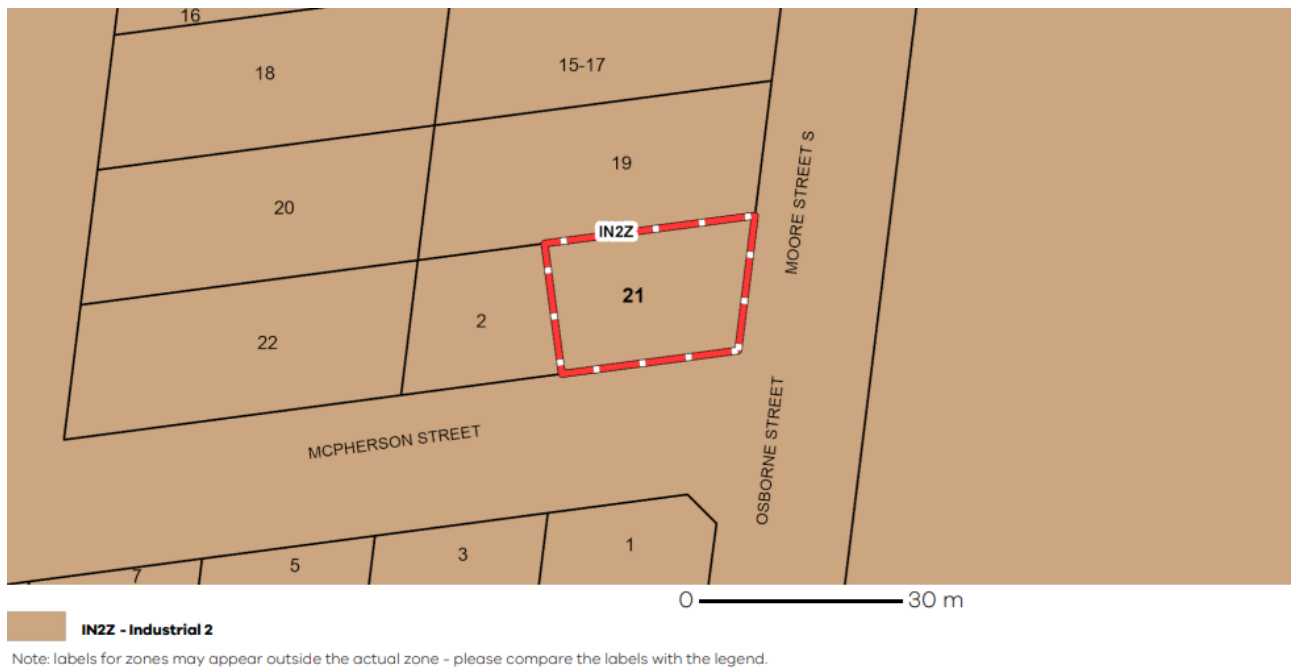 16
18
15-17
19
20
IN2Z
21
2
22
MOORE STREET S
MCPHERSON STREET
OSBORNE STREET
7
5
3
1
0 30 m
IN2Z - Industrial 2
Note: labels for zones may appear outside the actual zone - please compare the labels with the legend.